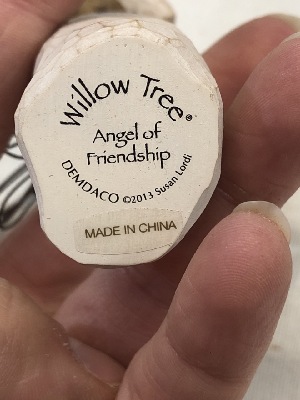 Willow Tree®
Angel of
Friendship
DEMDACO ©2013 Susan Lordi
MADE IN CHINA